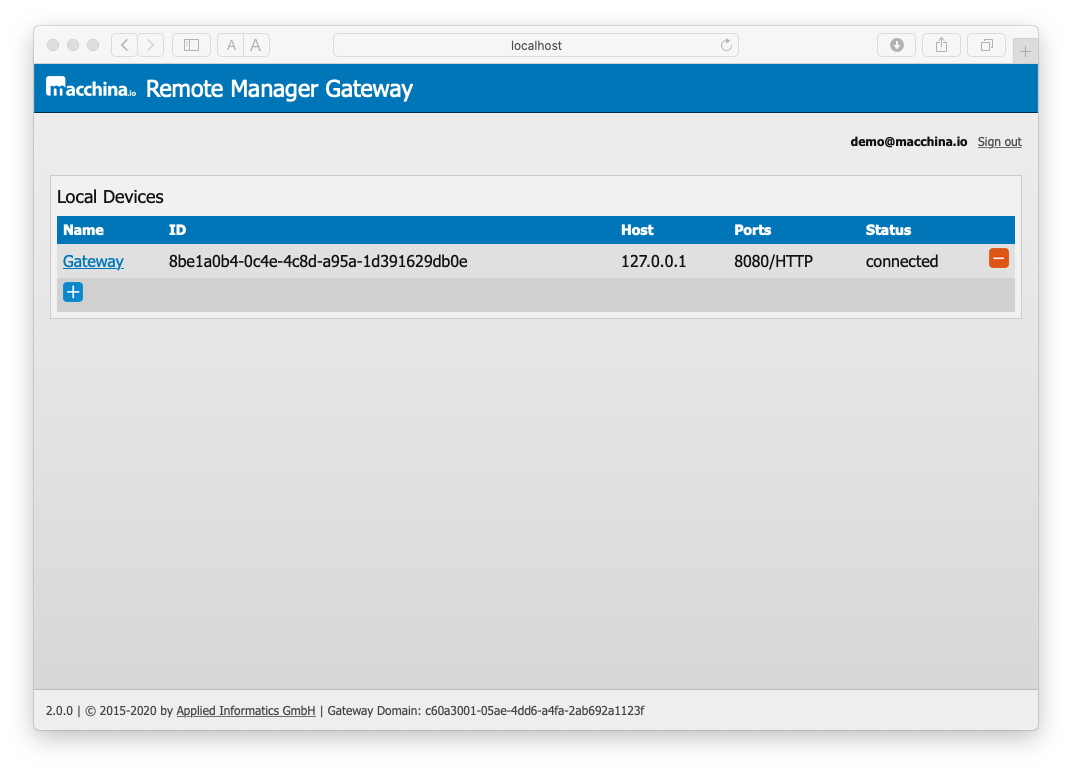 A A localhost
macchina.io Remote Manager Gateway
demo@macchina.io Sign out
Local Devices
Name ID Host Ports Status
Gateway 8be1a0b4-0c4e-4c8d-a95a-1d391629db0e 127.0.0.1 8080/HTTP connected
2.0.0 | © 2015-2020 by Applied Informatics GmbH | Gateway Domain: c60a3001-05ae-4dd6-a4fa-2ab692a1123f